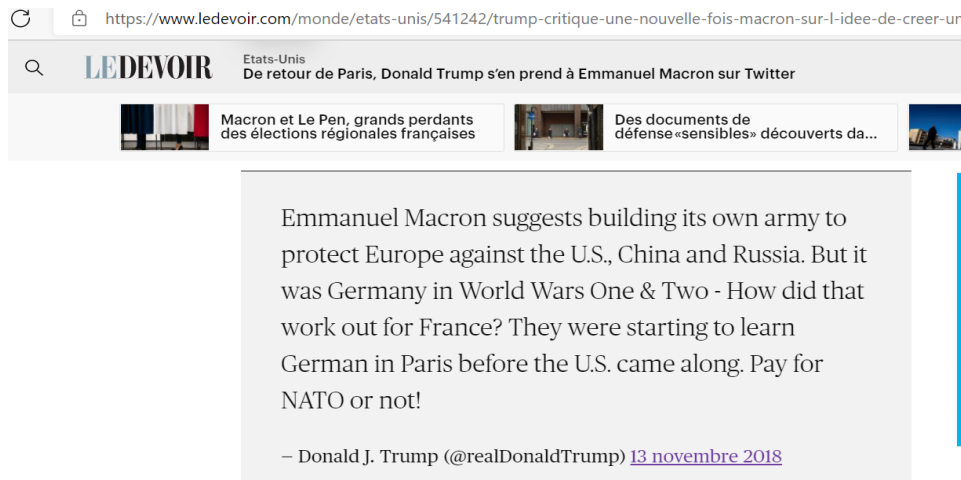 https://www.ledevoir.com/monde/etats-unis/541242/trump-critique-une-nouvelle-fois-macron-sur-l-idee-de-creer-un
LE DEVOIR
Etats-Unis
De retour de Paris, Donald Trump s’en prend à Emmanuel Macron sur Twitter
Macron et Le Pen, grands perdants
des élections régionales françaises
Des documents de
défense«sensibles» découverts da...
Emmanuel Macron suggests building its own army to
protect Europe against the U.S., China and Russia. But it
was Germany in World Wars One & Two - How did that
work out for France? They were starting to learn
German in Paris before the U.S. came along. Pay for
NATO or not!
– Donald J. Trump (@realDonaldTrump) 13 novembre 2018